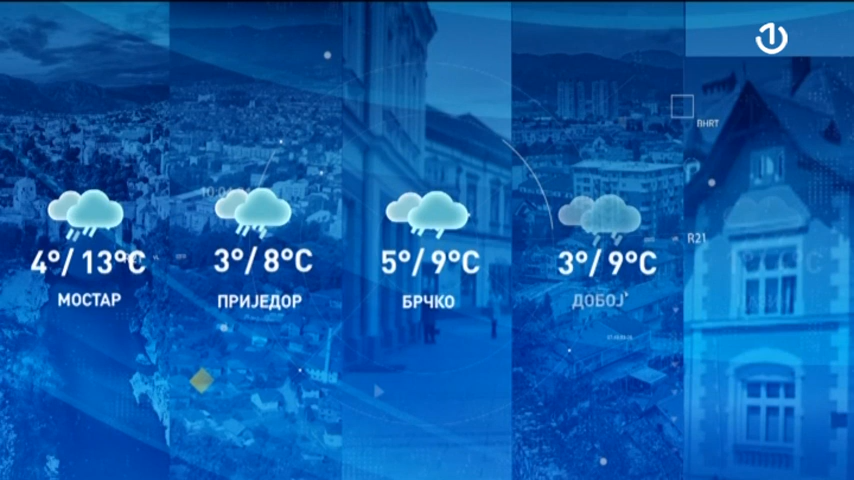 BHRT
4°/13°C
3°/8°C
5°/9°C
3°/9°C
R21
МОСТАР
ПРИЈЕДОР
БРЧКО
ДОБОЈ